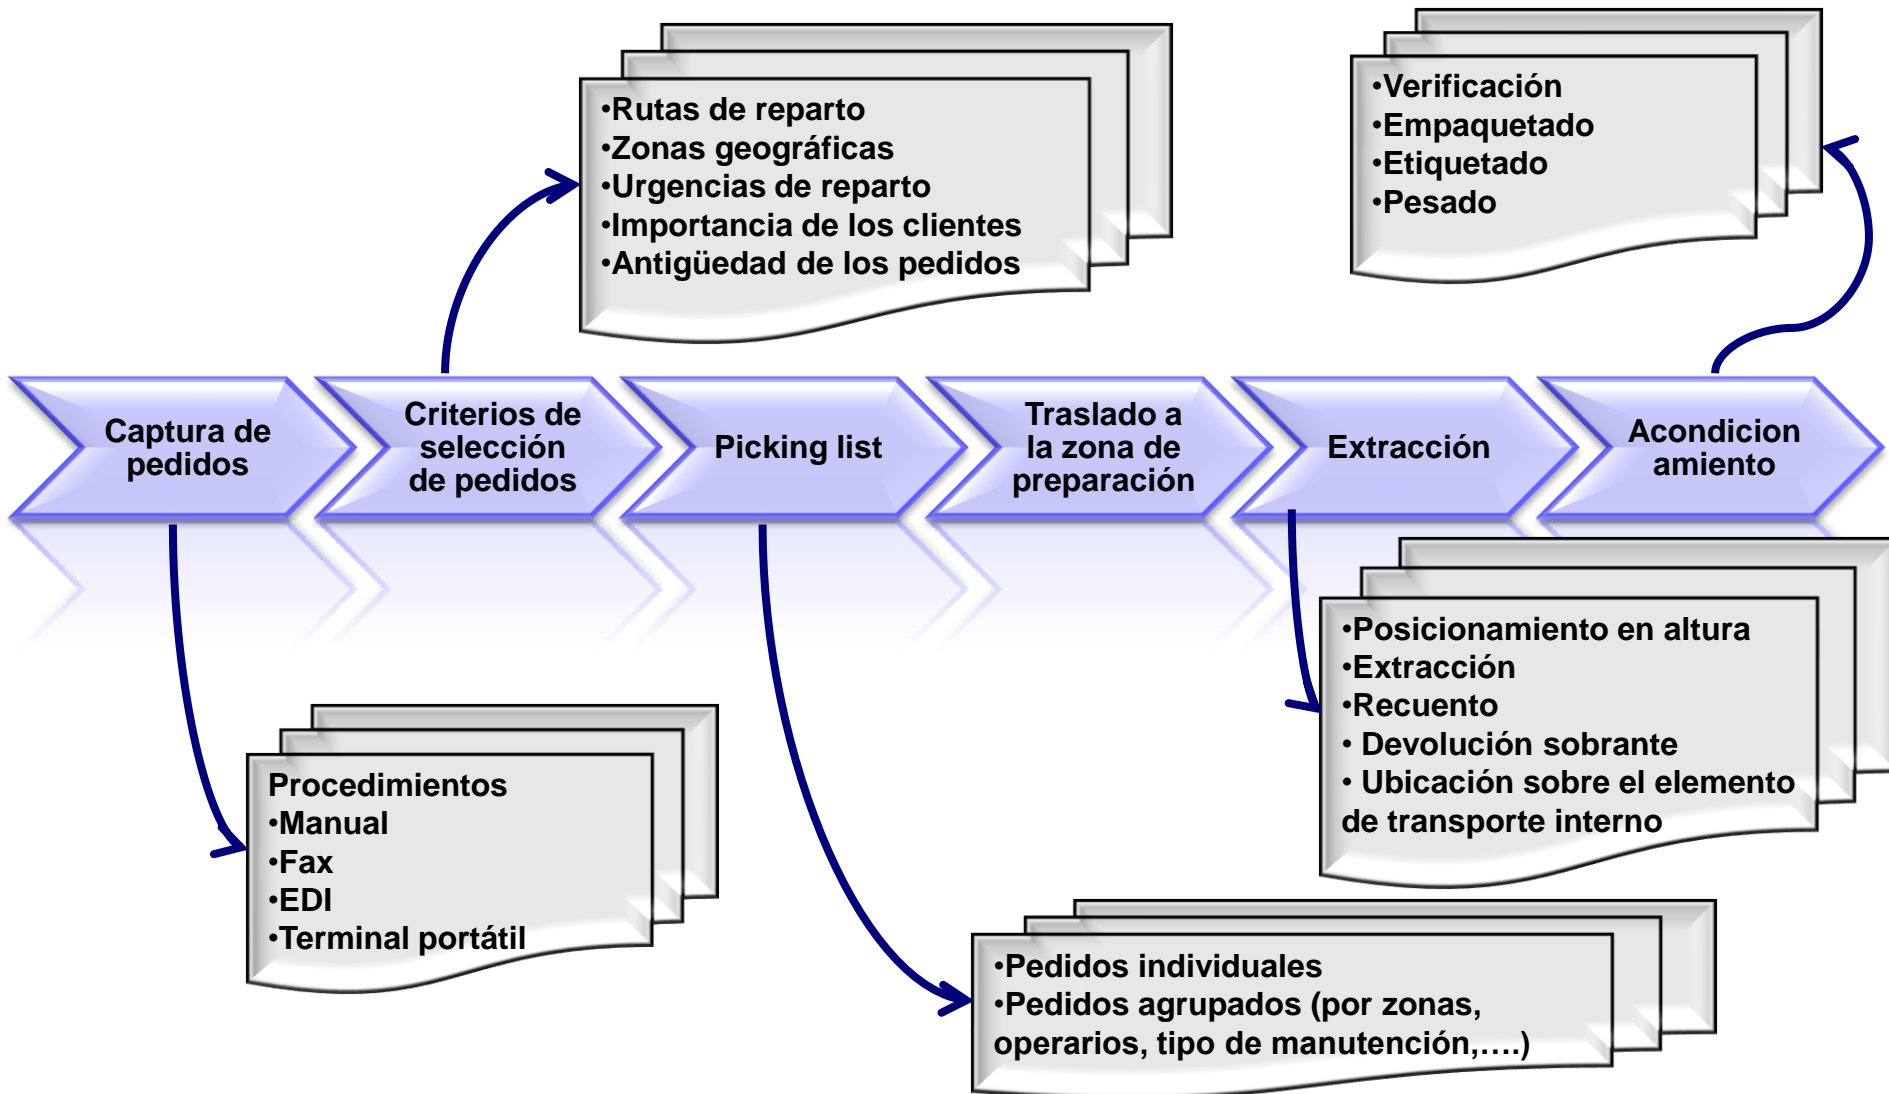 •Rutas de reparto
•Zonas geográficas
•Urgencias de reparto
•Importancia de los clientes
•Antigüedad de los pedidos
•Verificación
•Empaquetado
•Etiquetado
•Pesado
Captura de
pedidos
Criterios de
selección
de pedidos
Picking list
Traslado a
la zona de
preparación
Extracción
Acondicion
amiento
Procedimientos
•Manual
•Fax
•EDI
•Terminal portátil
•Pedidos individuales
•Pedidos agrupados (por zonas,
operarios, tipo de manutención,....)
•Posicionamiento en altura
•Extracción
•Recuento
• Devolución sobrante
• Ubicación sobre el elemento
de transporte interno